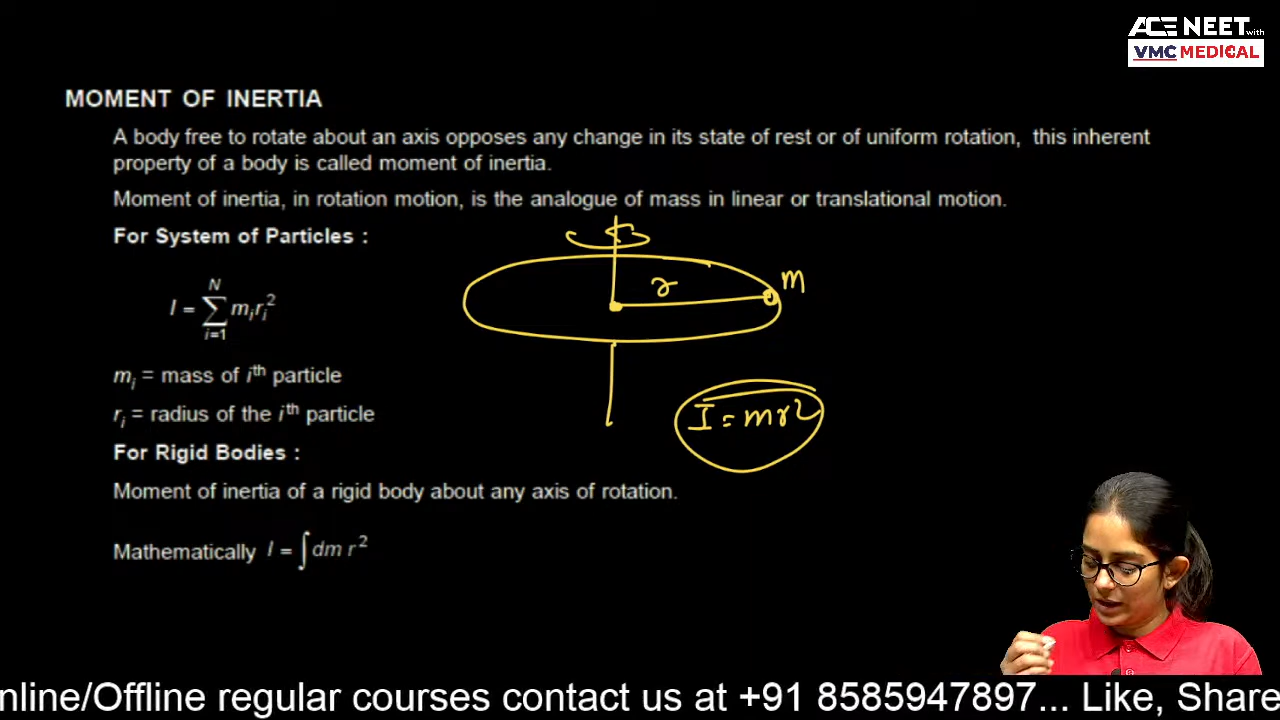 ACE NEET with
VMC MEDICAL
MOMENT OF INERTIA
A body free to rotate about an axis opposes any change in its state of rest or of uniform rotation, this inherent
property of a body is called moment of inertia.
Moment of inertia, in rotation motion, is the analogue of mass in linear or translational motion.
For System of Particles :
r
m
I = ∑_{i=1}^{N} m_i r_i^2
m_i = mass of i^th particle
I = mr^2
r_i = radius of the i^th particle
For Rigid Bodies :
Moment of inertia of a rigid body about any axis of rotation.
Mathematically I = ∫ dm r^2
nline/Offline regular courses contact us at +91 8585947897... Like, Share